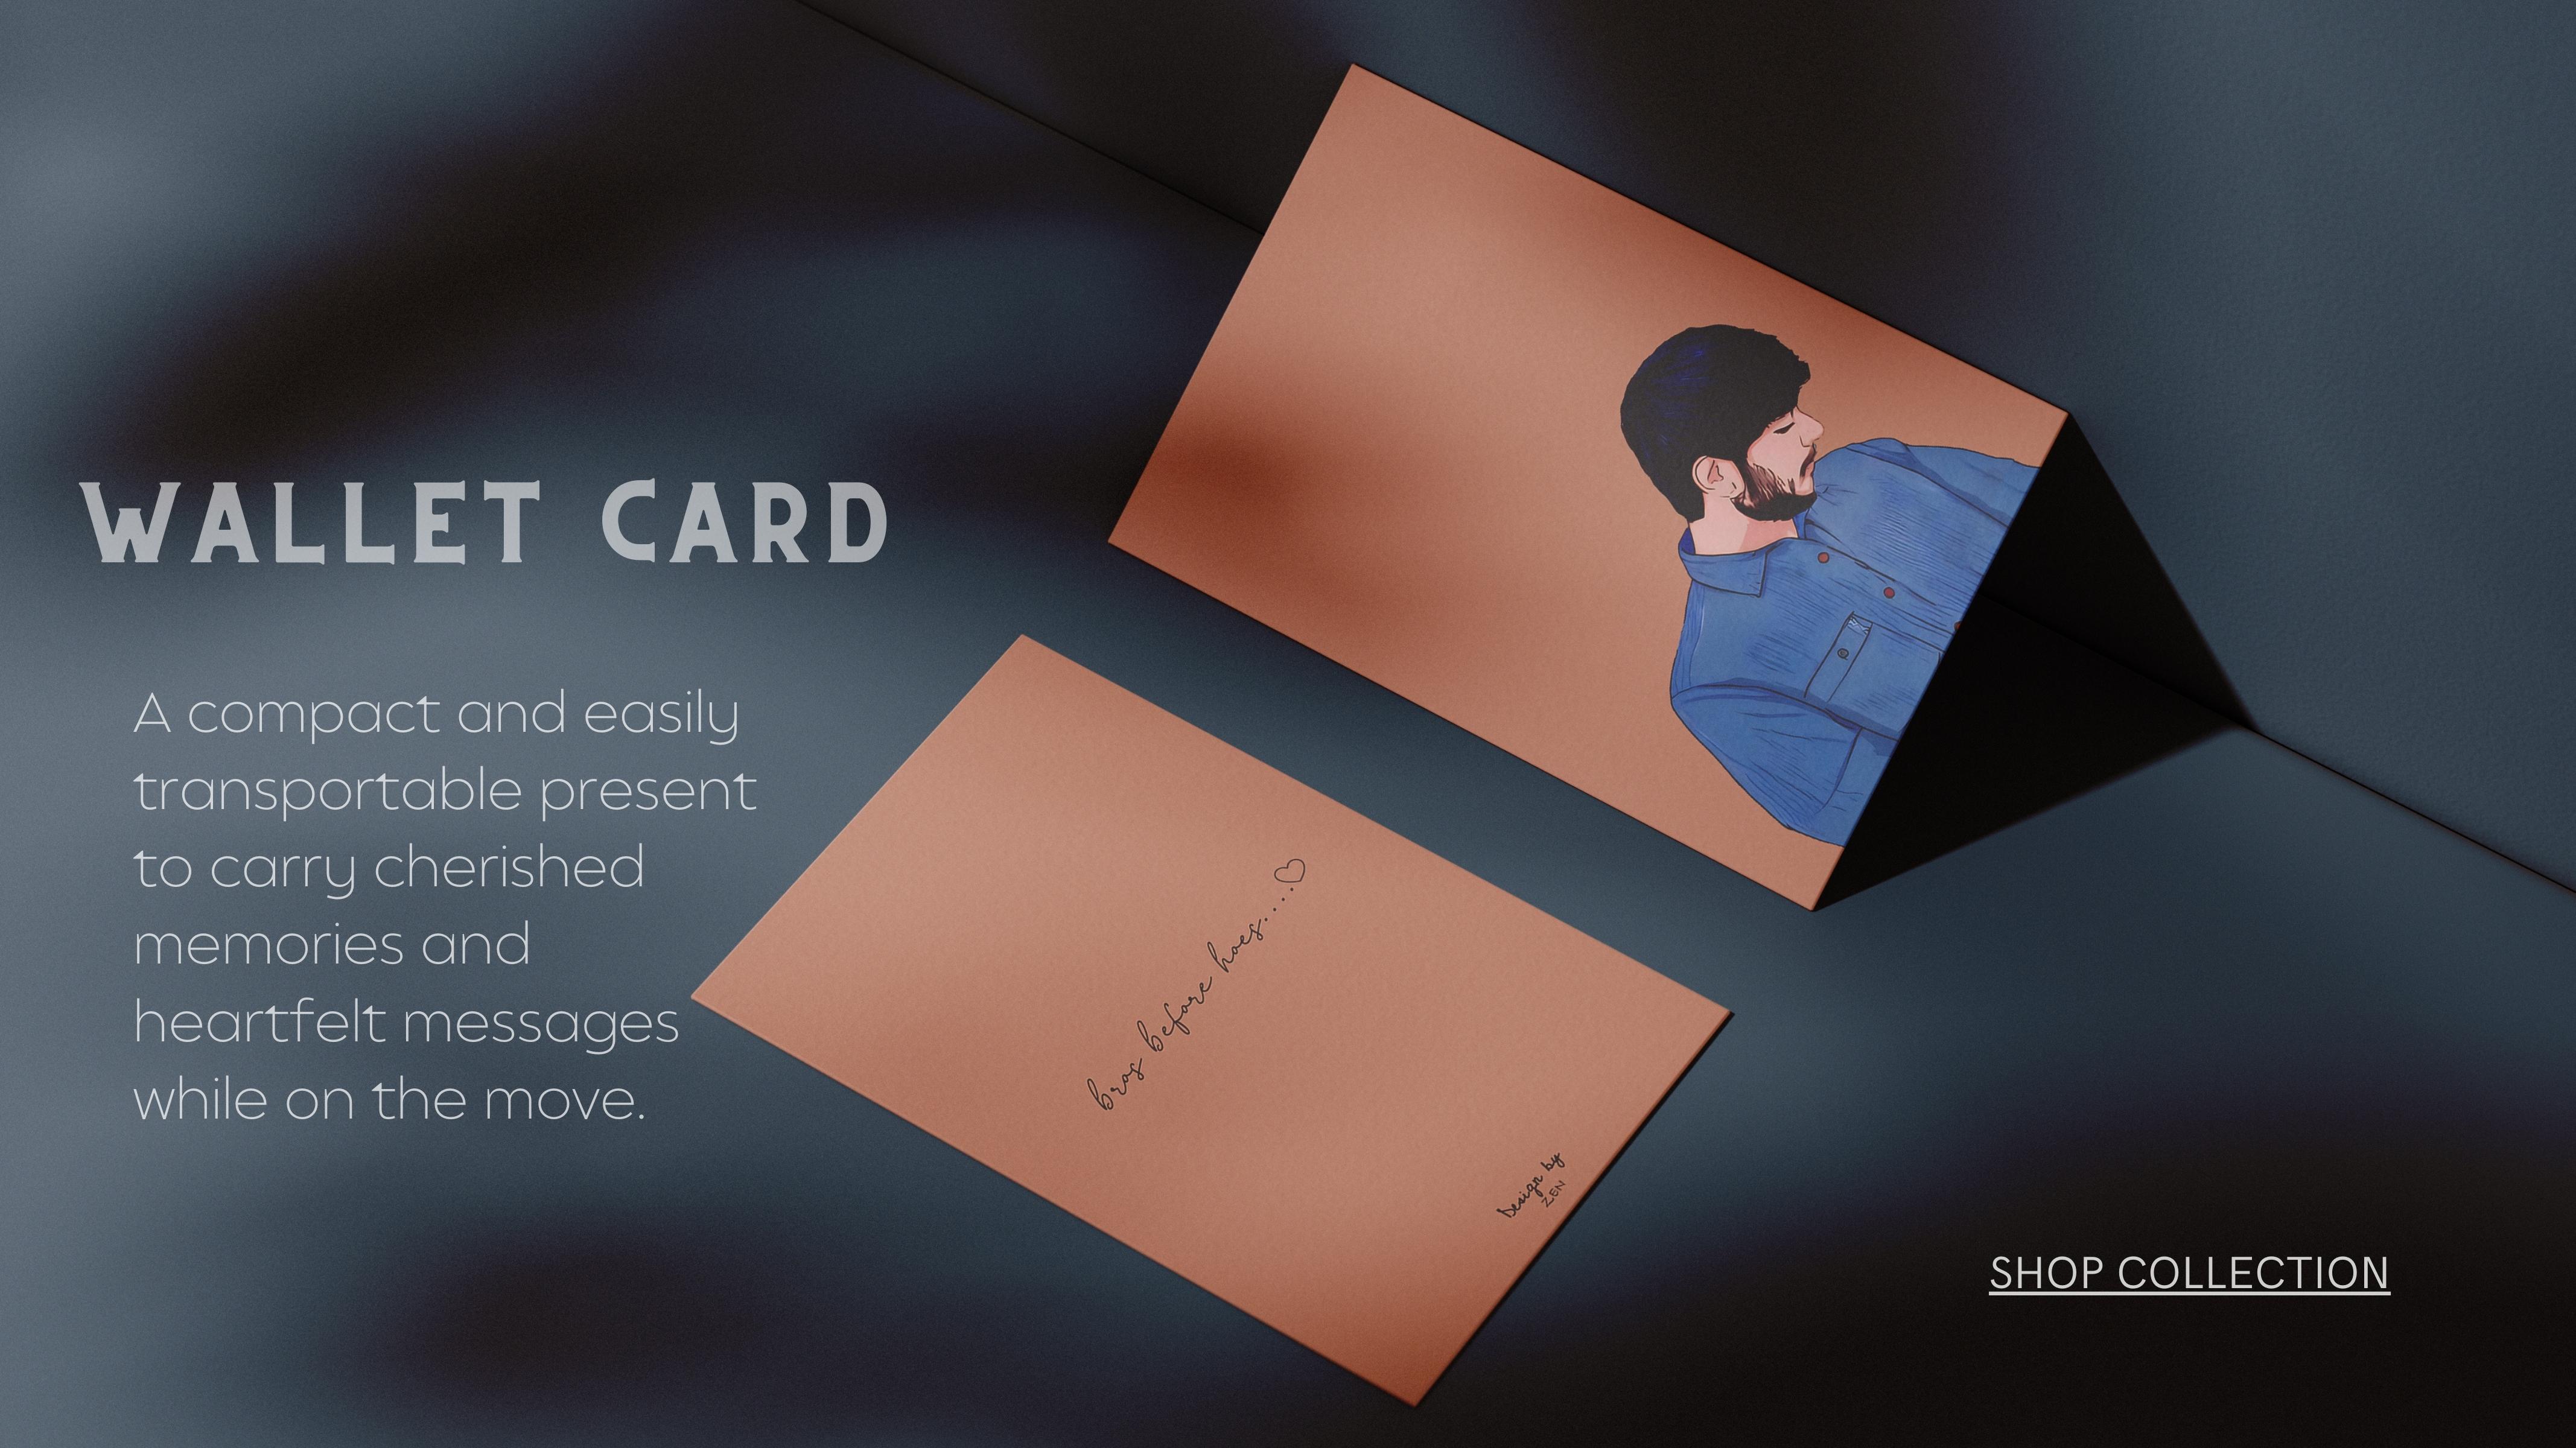 WALLET CARD
A compact and easily
transportable present
to carry cherished
memories and
heartfelt messages
while on the move.
bros before hoes....♡
Design by
ZEN
SHOP COLLECTION